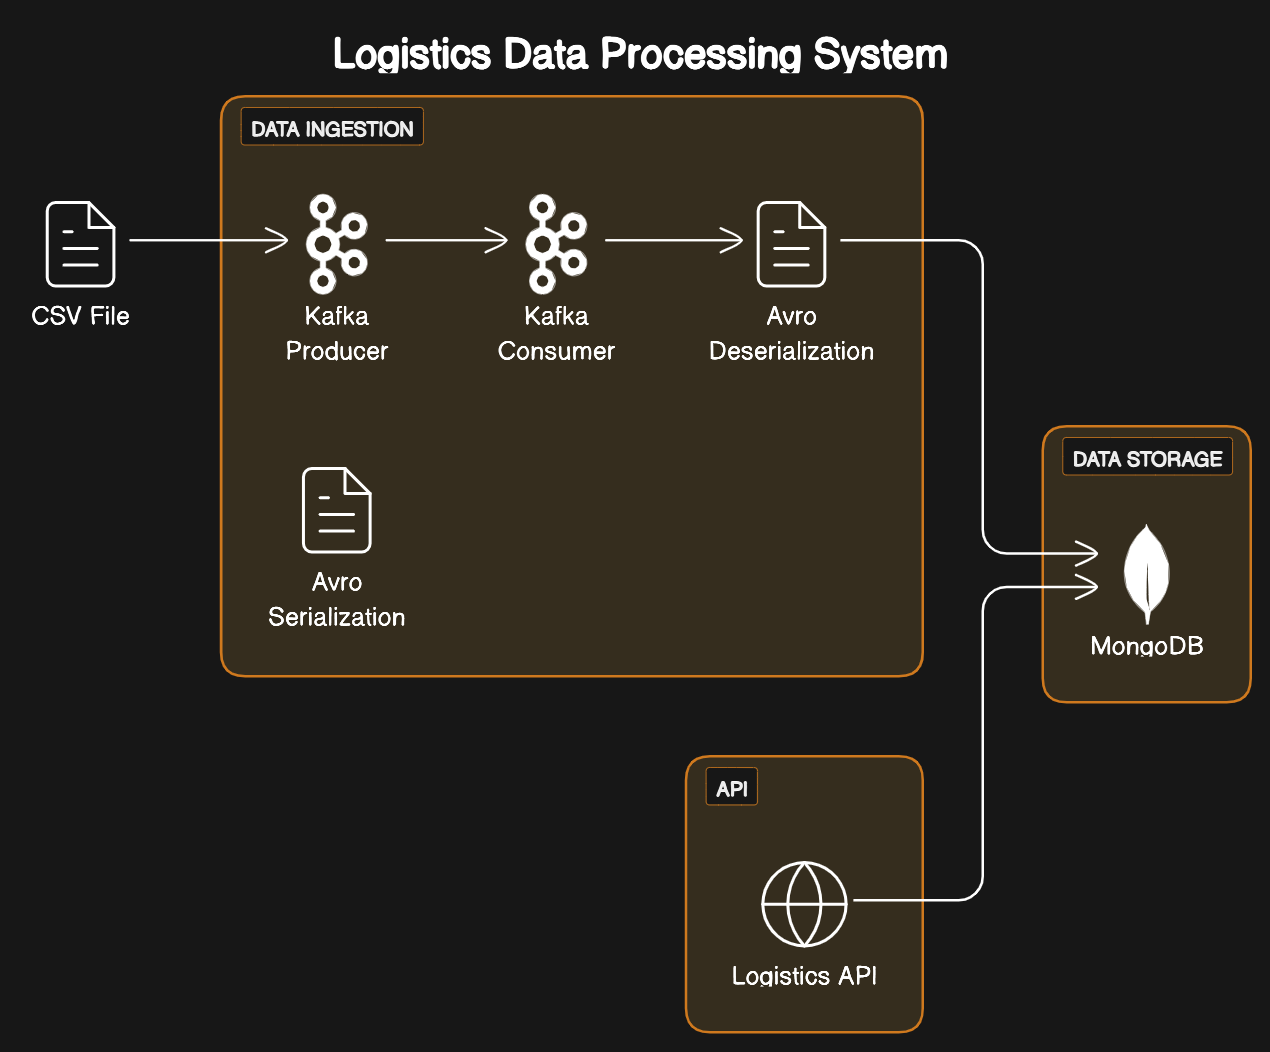 Logistics Data Processing System
DATA INGESTION
CSV File
Kafka
Producer
Kafka
Consumer
Avro
Deserialization
Avro
Serialization
DATA STORAGE
MongoDB
API
Logistics API